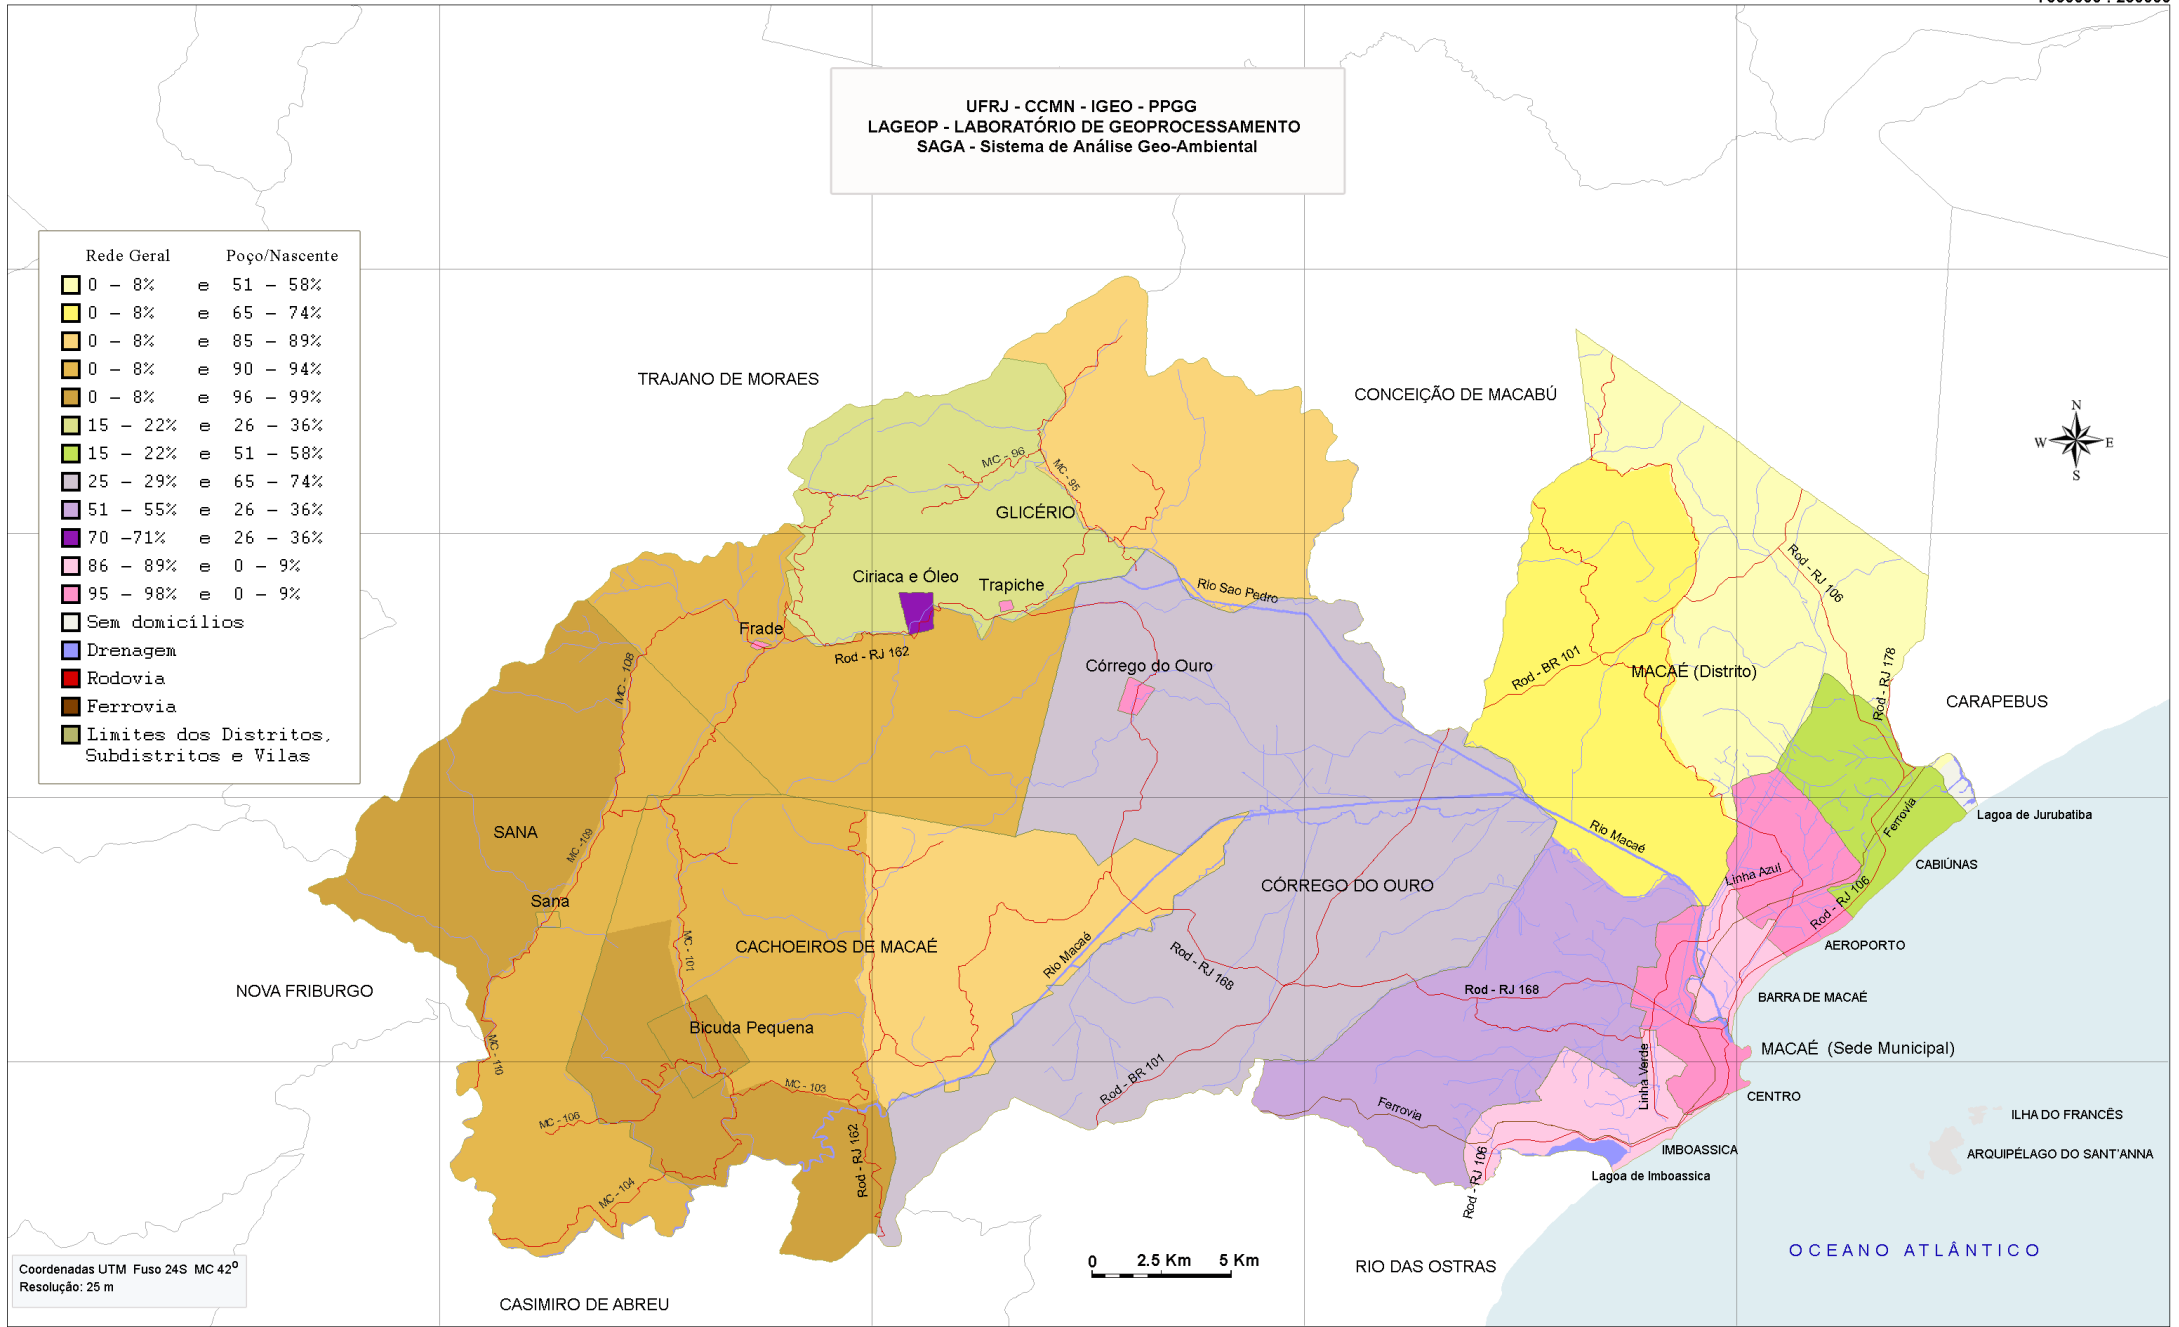 UFRJ - CCMN - IGEO - PPGG
LAGEOP - LABORATÓRIO DE GEOPROCESSAMENTO
SAGA - Sistema de Análise Geo-Ambiental
Rede Geral Poço/Nascente
0 - 8% e 51 - 58%
0 - 8% e 65 - 74%
0 - 8% e 85 - 89%
0 - 8% e 90 - 94%
0 - 8% e 96 - 99%
15 - 22% e 26 - 36%
15 - 22% e 51 - 58%
25 - 29% e 65 - 74%
51 - 55% e 26 - 36%
70 -71% e 26 - 36%
86 - 89% e 0 - 9%
95 - 98% e 0 - 9%
Sem domicílios
Drenagem
Rodovia
Ferrovia
Limites dos Distritos,
Subdistritos e Vilas
TRAJANO DE MORAES
CONCEIÇÃO DE MACABÚ
N
W E
S
MC - 96
MC - 95
GLICÉRIO
Ciriaca e Óleo
Trapiche
Rio Sao Pedro
Rod - RJ 106
Frade
Rod - RJ 162
MC - 108
Córrego do Ouro
Rod - BR 101
MACAÉ (Distrito)
Rod - RJ 178
CARAPEBUS
SANA
MC -109
Rio Macaé
Ferrovia
Lagoa de Jurubatiba
CABIÚNAS
Linha Azul
Rod - RJ 106
CÓRREGO DO OURO
Sana
MC - 101
CACHOEIROS DE MACAÉ
Rio Macaé
Rod - RJ 168
AEROPORTO
NOVA FRIBURGO
Rod - RJ 168
BARRA DE MACAÉ
Bicuda Pequena
MC - 110
MACAÉ (Sede Municipal)
Linha Verde
MC - 103
Rod - BR 101
Ferrovia
CENTRO
MC - 106
ILHA DO FRANCÊS
Rod - RJ 162
IMBOASSICA
ARQUIPÉLAGO DO SANT'ANNA
Lagoa de Imboassica
Rod - RJ 106
MC - 104
OCEANO ATLÂNTICO
0 2.5 Km 5 Km
RIO DAS OSTRAS
Coordenadas UTM Fuso 24S MC 42º
Resolução: 25 m
CASIMIRO DE ABREU